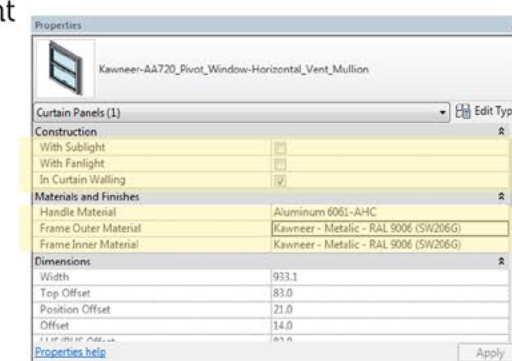 nt
Properties
Kawneer-AA720_Pivot_Window-Horizontal_Vent_Mullion
Curtain Panels (1) Edit Typ
Construction
With Sublight
With Fanlight
In Curtain Walling
Materials and Finishes
Handle Material Aluminum 6061-AHC
Frame Outer Material Kawneer - Metalic - RAL 9006 (SW206G)
Frame Inner Material Kawneer - Metalic - RAL 9006 (SW206G)
Dimensions
Width 933.1
Top Offset 83.0
Position Offset 21.0
Offset 14.0
Properties help Apply